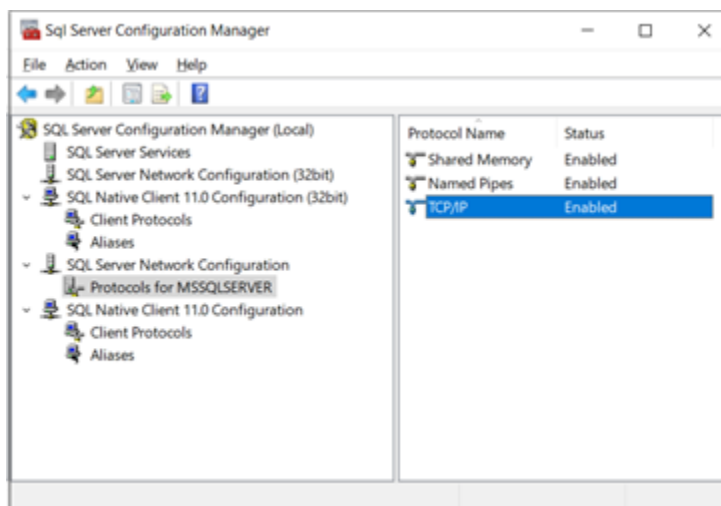 Sql Server Configuration Manager
File Action View Help
SQL Server Configuration Manager (Local)
SQL Server Services
SQL Server Network Configuration (32bit)
SQL Native Client 11.0 Configuration (32bit)
Client Protocols
Aliases
SQL Server Network Configuration
Protocols for MSSQLSERVER
SQL Native Client 11.0 Configuration
Client Protocols
Aliases
Protocol Name Status
Shared Memory Enabled
Named Pipes Enabled
TCP/IP Enabled